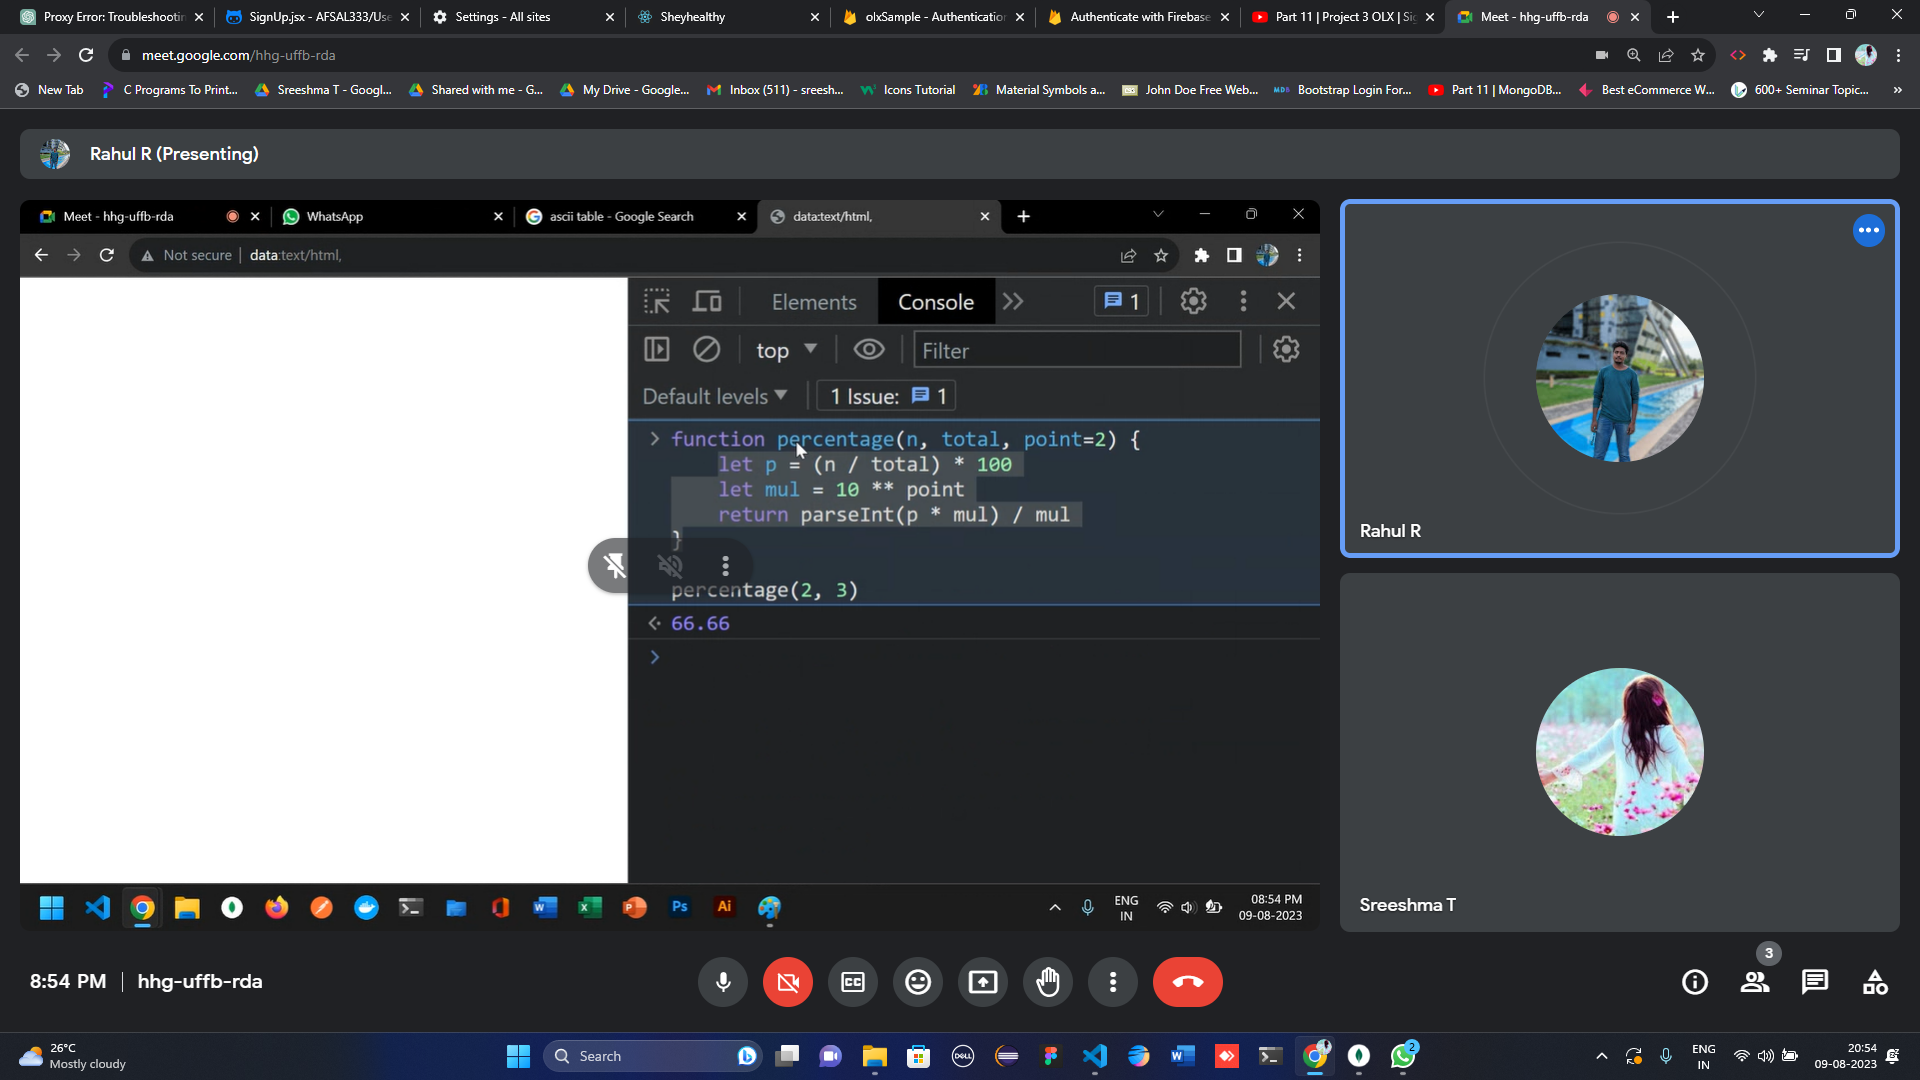 Proxy Error: Troubleshootin
SignUp.jsx - AFSAL333/Use
Settings - All sites
Sheyhealthy
olxSample - Authentication
Authenticate with Firebase
Part 11 | Project 3 OLX | Sig
Meet - hhg-uffb-rda
meet.google.com/hhg-uffb-rda
New Tab
C Programs To Print...
Sreeshma T - Googl...
Shared with me - G...
My Drive - Google...
Inbox (511) - sreesh...
Icons Tutorial
Material Symbols a...
John Doe Free Web...
Bootstrap Login For...
Part 11 | MongoDB...
Best eCommerce W...
600+ Seminar Topic...
»
Rahul R (Presenting)
Meet - hhg-uffb-rda
WhatsApp
ascii table - Google Search
data:text/html,
Not secure
data:text/html,
Elements
Console
1
top
Filter
Default levels
1 Issue: 1
function percentage(n, total, point=2) {
let p = (n / total) * 100
let mul = 10 ** point
return parseInt(p * mul) / mul
}
percentage(2, 3)
66.66
Rahul R
Sreeshma T
Ps
Ai
ENG
IN
08:54 PM
09-08-2023
8:54 PM
hhg-uffb-rda
CC
3
26°C
Mostly cloudy
Search
DELL
2
ENG
IN
20:54
09-08-2023